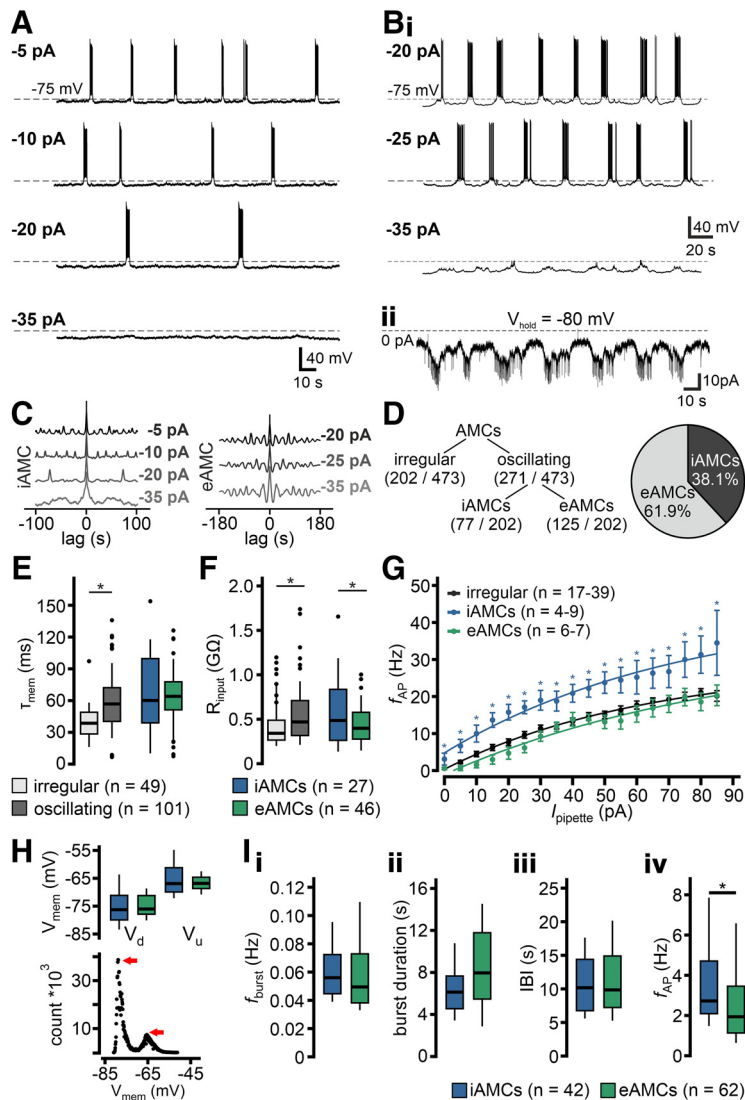 A
-5 pA
-75 mV
-10 pA
-20 pA
-35 pA
40 mV
10 s
Bi
-20 pA
-75 mV
-25 pA
-35 pA
40 mV
20 s
ii
Vhold = -80 mV
0 pA
10pA
10 s
C
iAMC
-5 pA
-10 pA
-20 pA
-35 pA
-100 0 100
lag (s)
eAMC
-20 pA
-25 pA
-35 pA
-180 0 180
lag (s)
D
AMCs
irregular oscillating
(202 / 473) (271 / 473)
iAMCs eAMCs
(77 / 202) (125 / 202)
iAMCs
38.1%
eAMCs
61.9%
E
*
τmem (ms)
150
120
90
60
30
0
irregular (n = 49)
oscillating (n = 101)
F
* *
Rinput (GΩ)
2.0
1.5
1.0
0.5
0
iAMCs (n = 27)
eAMCs (n = 46)
G
irregular (n = 17-39)
iAMCs (n = 4-9)
eAMCs (n = 6-7)
* * * * * * * * * * * * * * * * * *
fAP (Hz)
50
40
30
20
10
0
0 10 20 30 40 50 60 70 80 90
Ipipette (pA)
H
Vmem (mV)
-55
-65
-75
-85
Vd Vu
count *10^3
40
30
10
-85 -65 -45
Vmem (mV)
I
i
fburst (Hz)
0.12
0.10
0.08
0.06
0.04
0
ii
burst duration (s)
16
12
8
4
0
iii
IBI (s)
25
20
15
10
5
0
iv
*
fAP (Hz)
8
6
4
2
0
iAMCs (n = 42) eAMCs (n = 62)